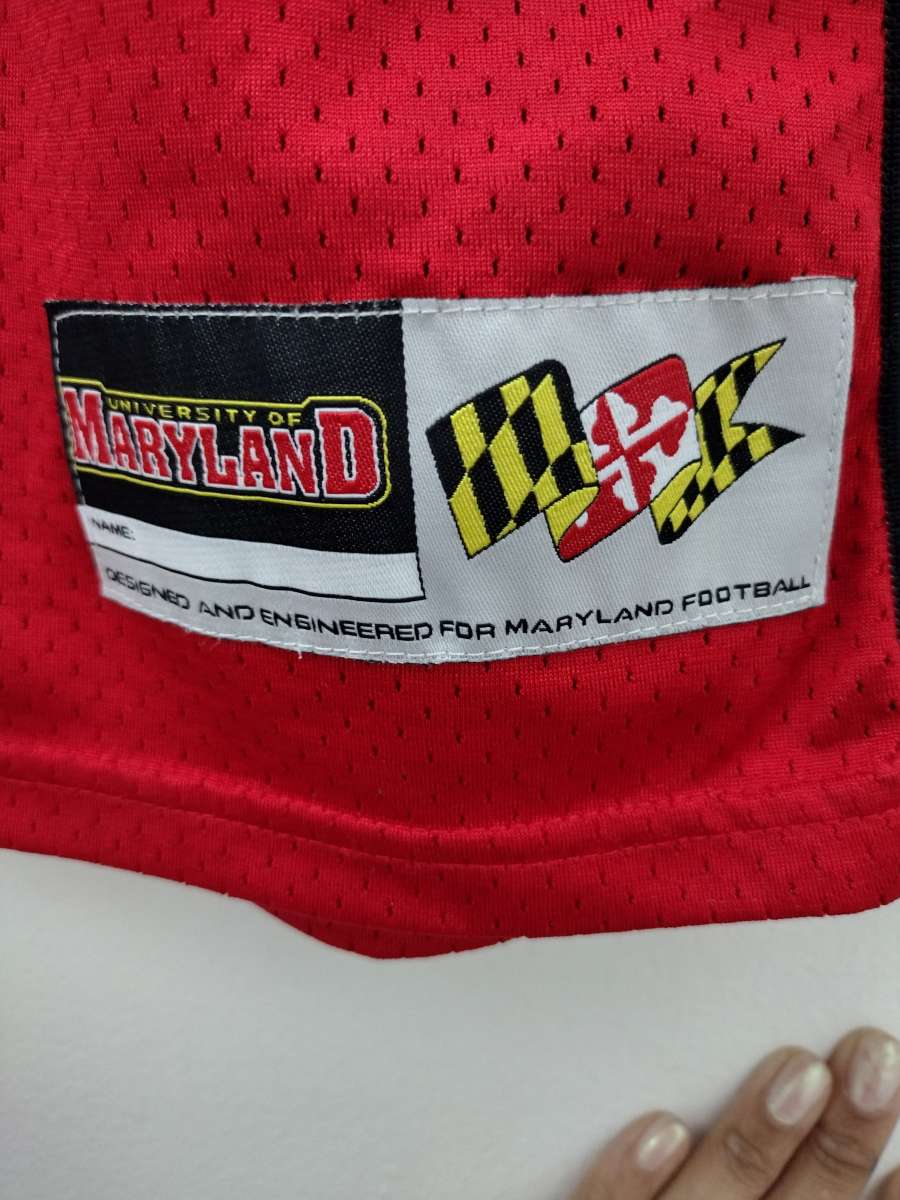 UNIVERSITY OF
MARYLAND
NAME:
DESIGNED AND ENGINEERED FOR MARYLAND FOOTBALL